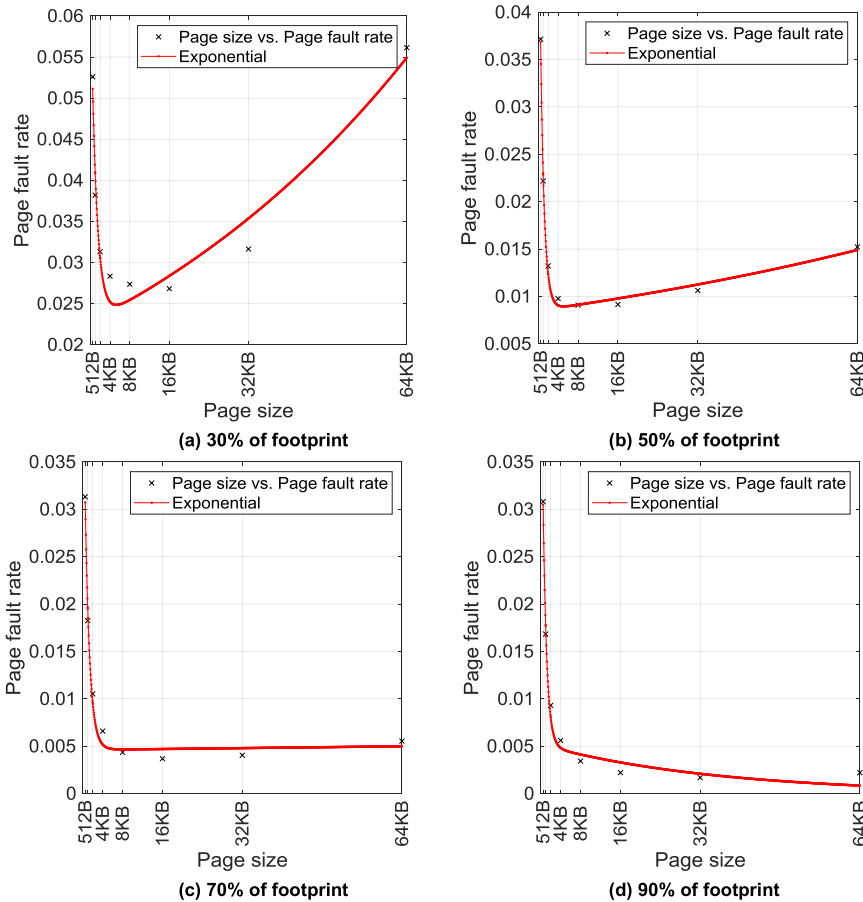 0.06
0.055
0.05
0.045
0.04
0.035
0.03
0.025
0.02
Page fault rate
× Page size vs. Page fault rate
Exponential
512B
4KB
8KB
16KB
32KB
64KB
Page size
(a) 30% of footprint
0.04
0.035
0.03
0.025
0.02
0.015
0.01
0.005
Page fault rate
× Page size vs. Page fault rate
Exponential
512B
4KB
8KB
16KB
32KB
64KB
Page size
(b) 50% of footprint
0.035
0.03
0.025
0.02
0.015
0.01
0.005
0
Page fault rate
× Page size vs. Page fault rate
Exponential
512B
4KB
8KB
16KB
32KB
64KB
Page size
(c) 70% of footprint
0.035
0.03
0.025
0.02
0.015
0.01
0.005
0
Page fault rate
× Page size vs. Page fault rate
Exponential
512B
4KB
8KB
16KB
32KB
64KB
Page size
(d) 90% of footprint